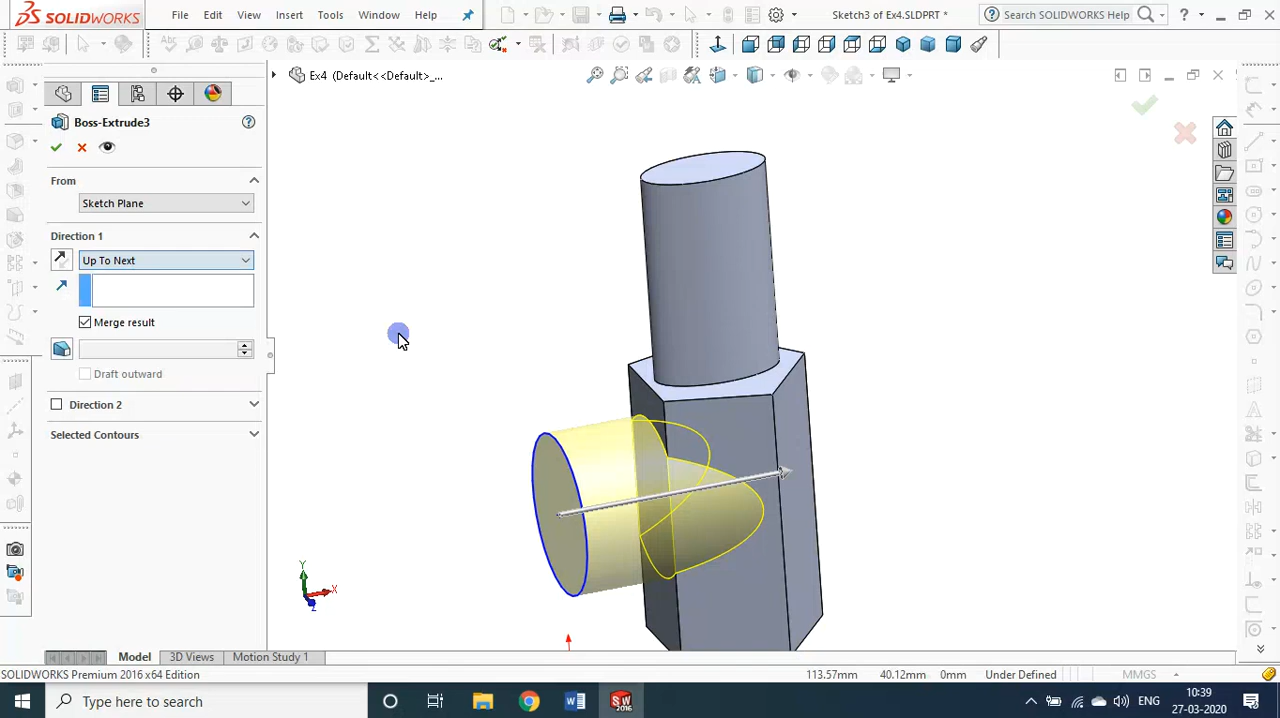 SOLIDWORKS
File Edit View Insert Tools Window Help
Sketch3 of Ex4.SLDPRT *
Search SOLIDWORKS Help
Ex4 (Default<<Default>_...
Boss-Extrude3
From
Sketch Plane
Direction 1
Up To Next
Merge result
Draft outward
Direction 2
Selected Contours
Y
X
Z
Model 3D Views Motion Study 1
SOLIDWORKS Premium 2016 x64 Edition
113.57mm 40.12mm 0mm Under Defined MMGS
Type here to search
SW
2016
ENG
10:39
27-03-2020